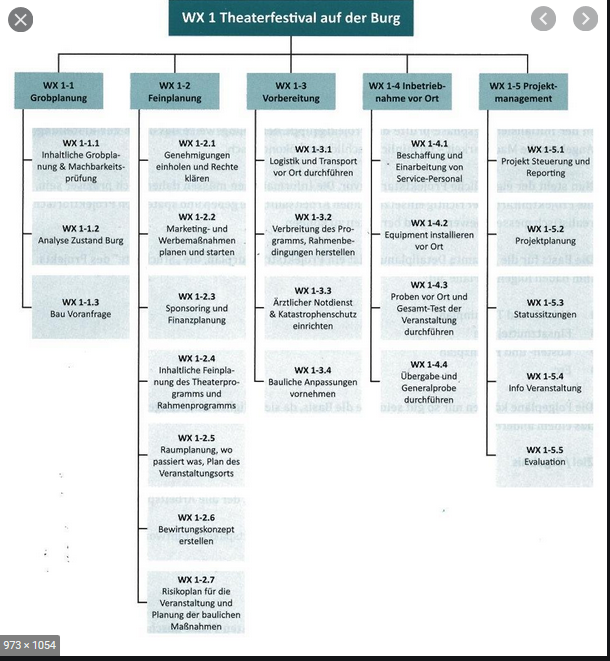 WX 1 Theaterfestival auf der Burg
WX 1-1
Grobplanung
WX 1-2
Feinplanung
WX 1-3
Vorbereitung
WX 1-4 Inbetrieb-
nahme vor Ort
WX 1-5 Projekt-
management
WX 1-1.1
Inhaltliche Grobpla-
nung & Machbarkeits-
prüfung
WX 1-1.2
Analyse Zustand Burg
WX 1-1.3
Bau Voranfrage
WX 1-2.1
Genehmigungen
einholen und Rechte
klären
WX 1-2.2
Marketing- und
Werbemaßnahmen
planen und starten
WX 1-2.3
Sponsoring und
Finanzplanung
WX 1-2.4
Inhaltliche Feinpla-
nung des Theaterpro-
gramms und
Rahmenprogramms
WX 1-2.5
Raumplanung, wo
passiert was, Plan des
Veranstaltungsorts
WX 1-2.6
Bewirtungskonzept
erstellen
WX 1-2.7
Risikoplan für die
Veranstaltung und
Planung der baulichen
Maßnahmen
WX 1-3.1
Logistik und Transport
vor Ort durchführen
WX 1-3.2
Verbreitung des Pro-
gramms, Rahmenbe-
dingungen herstellen
WX 1-3.3
Ärztlicher Notdienst
& Katastrophenschutz
einrichten
WX 1-3.4
Bauliche Anpassungen
vornehmen
WX 1-4.1
Beschaffung und
Einarbeitung von
Service-Personal
WX 1-4.2
Equipment installieren
vor Ort
WX 1-4.3
Proben vor Ort und
Gesamt-Test der
Veranstaltung
durchführen
WX 1-4.4
Übergabe und
Generalprobe
durchführen
WX 1-5.1
Projekt Steuerung und
Reporting
WX 1-5.2
Projektplanung
WX 1-5.3
Statussitzungen
WX 1-5.4
Info Veranstaltung
WX 1-5.5
Evaluation
973 × 1054